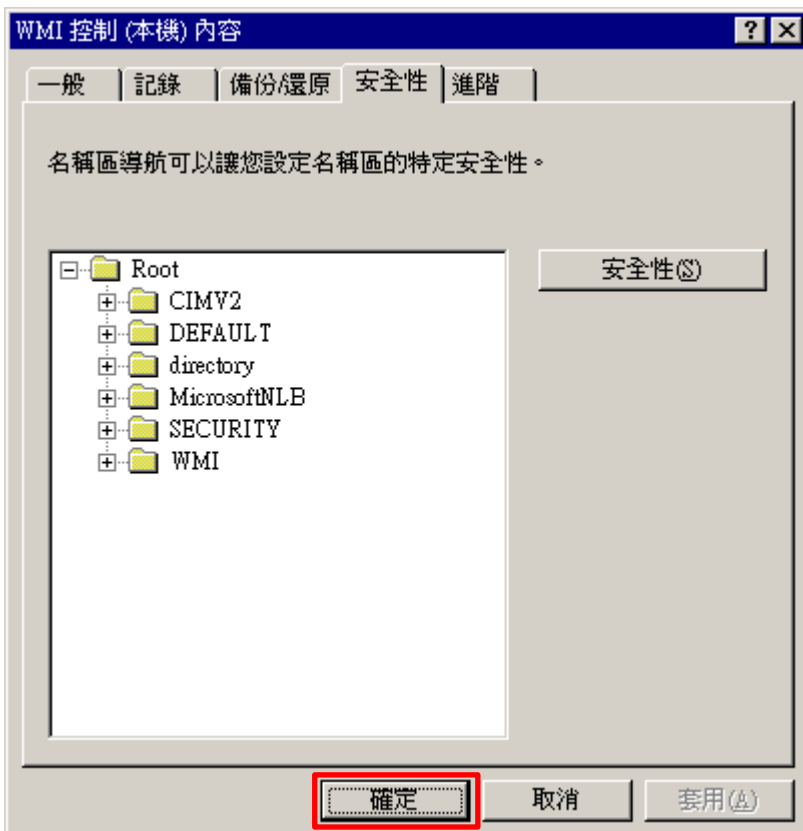 WMI 控制 (本機) 內容
一般 記錄 備份/還原 安全性 進階
名稱區導航可以讓您設定名稱區的特定安全性。
Root
安全性(S)
CIMV2
DEFAULT
directory
MicrosoftNLB
SECURITY
WMI
確定 取消 套用(A)